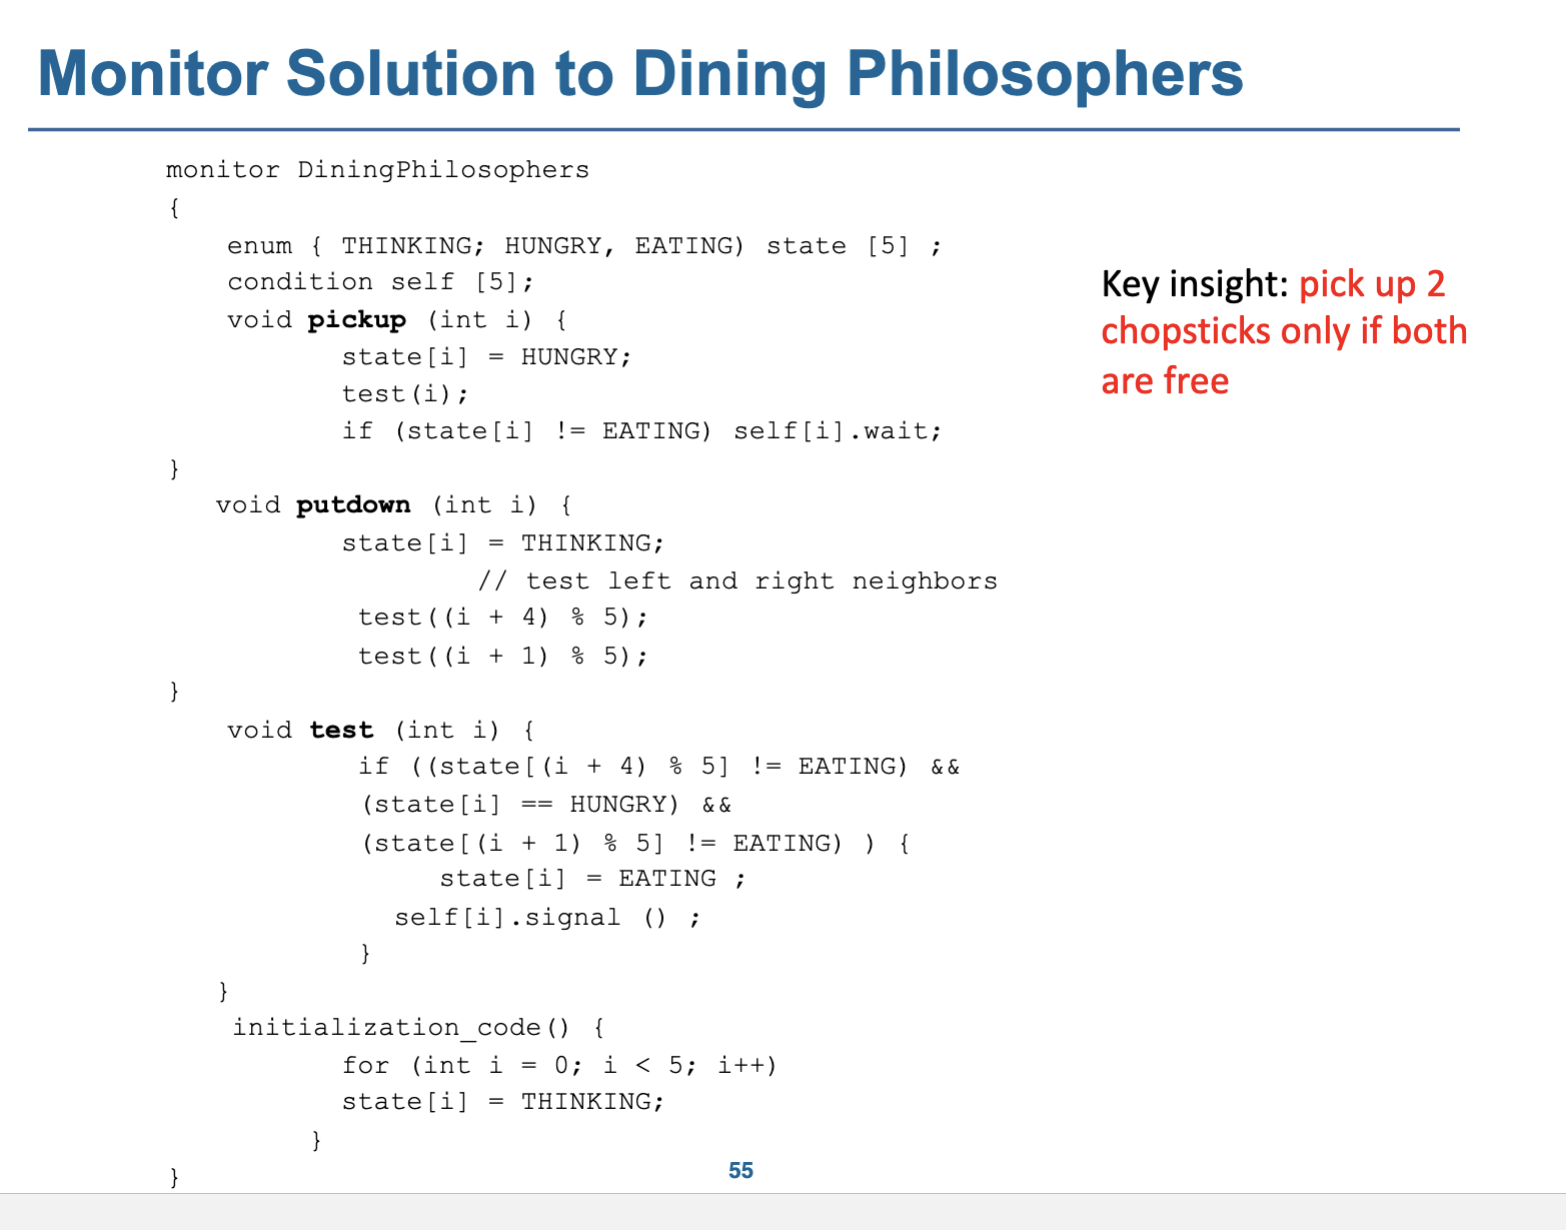 Monitor Solution to Dining Philosophers
monitor DiningPhilosophers
{
enum { THINKING; HUNGRY, EATING) state [5] ;
condition self [5];
void pickup (int i) {
state[i] = HUNGRY;
test(i);
if (state[i] != EATING) self[i].wait;
}
void putdown (int i) {
state[i] = THINKING;
// test left and right neighbors
test((i + 4) % 5);
test((i + 1) % 5);
}
void test (int i) {
if ((state[(i + 4) % 5] != EATING) &&
(state[i] == HUNGRY) &&
(state[(i + 1) % 5] != EATING) ) {
state[i] = EATING ;
self[i].signal () ;
}
}
initialization_code() {
for (int i = 0; i < 5; i++)
state[i] = THINKING;
}
}
Key insight: pick up 2
chopsticks only if both
are free
55